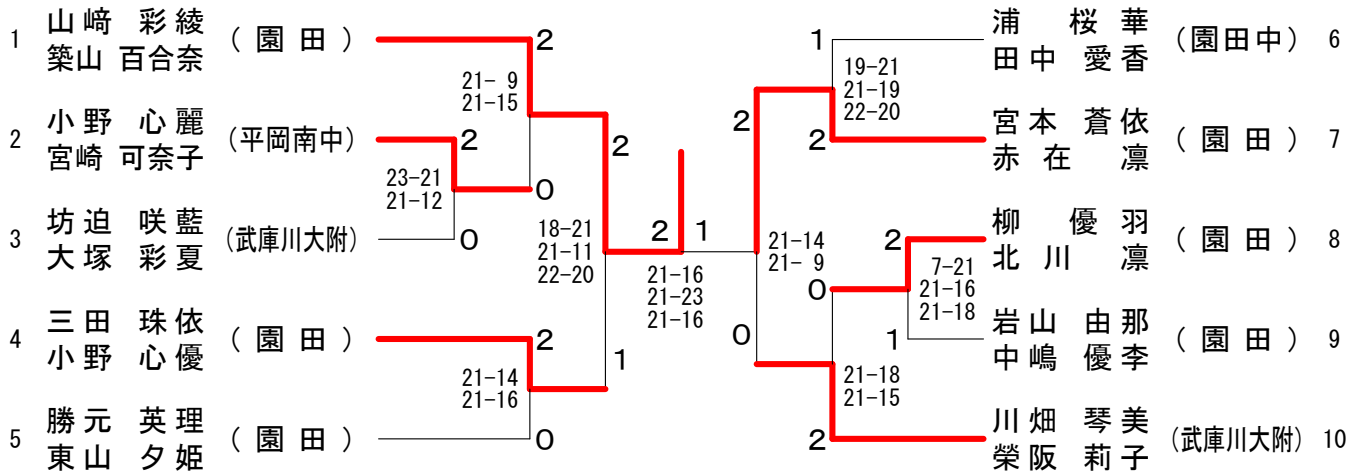 1 山﨑 彩綾 (園田)
築山 百合奈
2 小野 心麗 (平岡南中)
宮崎 可奈子
3 坊迫 咲藍 (武庫川大附)
大塚 彩夏
4 三田 珠依 (園田)
小野 心優
5 勝元 英理 (園田)
東山 夕姫
2
21- 9
21-15
0
2
23-21
21-12
0
2
18-21
21-11
22-20
1
2
21-14
21-16
0
2 1
21-16
21-23
21-16
2
21-14
21- 9
0
1
19-21
21-19
22-20
2
2
7-21
21-16
21-18
1
0
21-18
21-15
2
浦 桜華 (園田中) 6
田中 愛香
宮本 蒼依 (園田) 7
赤在 凛
柳 優羽 (園田) 8
北川 凛
岩山 由那 (園田) 9
中嶋 優李
川畑 琴美 (武庫川大附) 10
榮阪 莉子